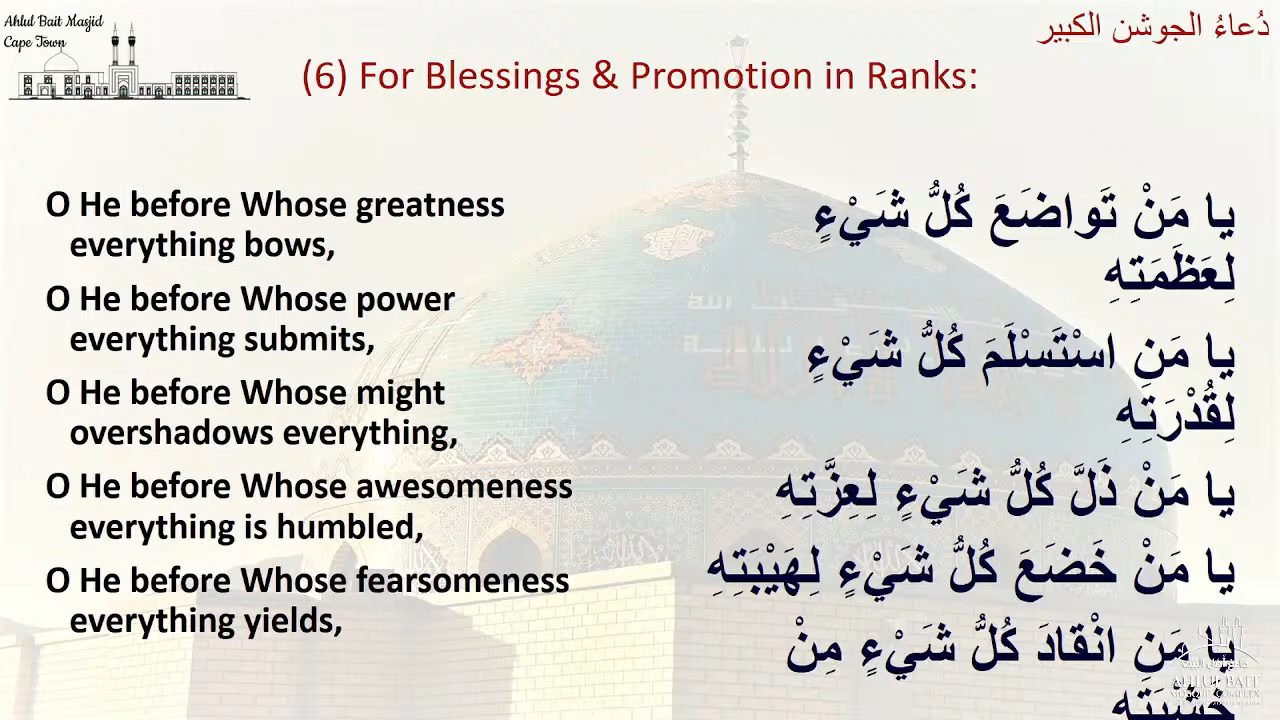 Ahlul Bait Masjid
Cape Town
دُعاءُ الجوشن الكبير
(6) For Blessings & Promotion in Ranks:
O He before Whose greatness
everything bows,
O He before Whose power
everything submits,
O He before Whose might
overshadows everything,
O He before Whose awesomeness
everything is humbled,
O He before Whose fearsomeness
everything yields,
يا مَنْ تَواضَعَ كُلُّ شَيْءٍ
لِعَظَمَتِهِ
يا مَنِ اسْتَسْلَمَ كُلُّ شَيْءٍ
لِقُدْرَتِهِ
يا مَنْ ذَلَّ كُلُّ شَيْءٍ لِعِزَّتِهِ
يا مَنْ خَضَعَ كُلُّ شَيْءٍ لِهَيْبَتِهِ
يا مَنِ انْقادَ كُلُّ شَيْءٍ مِنْ
خَشْيَتِهِ
AHLUL BAIT
MOSQUE COMPLEX